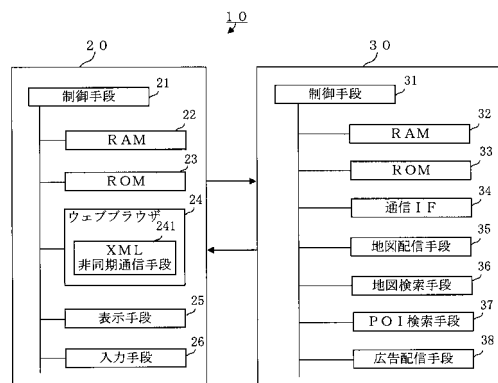 10
20
制御手段 21
RAM 22
ROM 23
ウェブブラウザ 24
XML 241
非同期通信手段
表示手段 25
入力手段 26
30
制御手段 31
RAM 32
ROM 33
通信IF 34
地図配信手段 35
地図検索手段 36
POI検索手段 37
広告配信手段 38